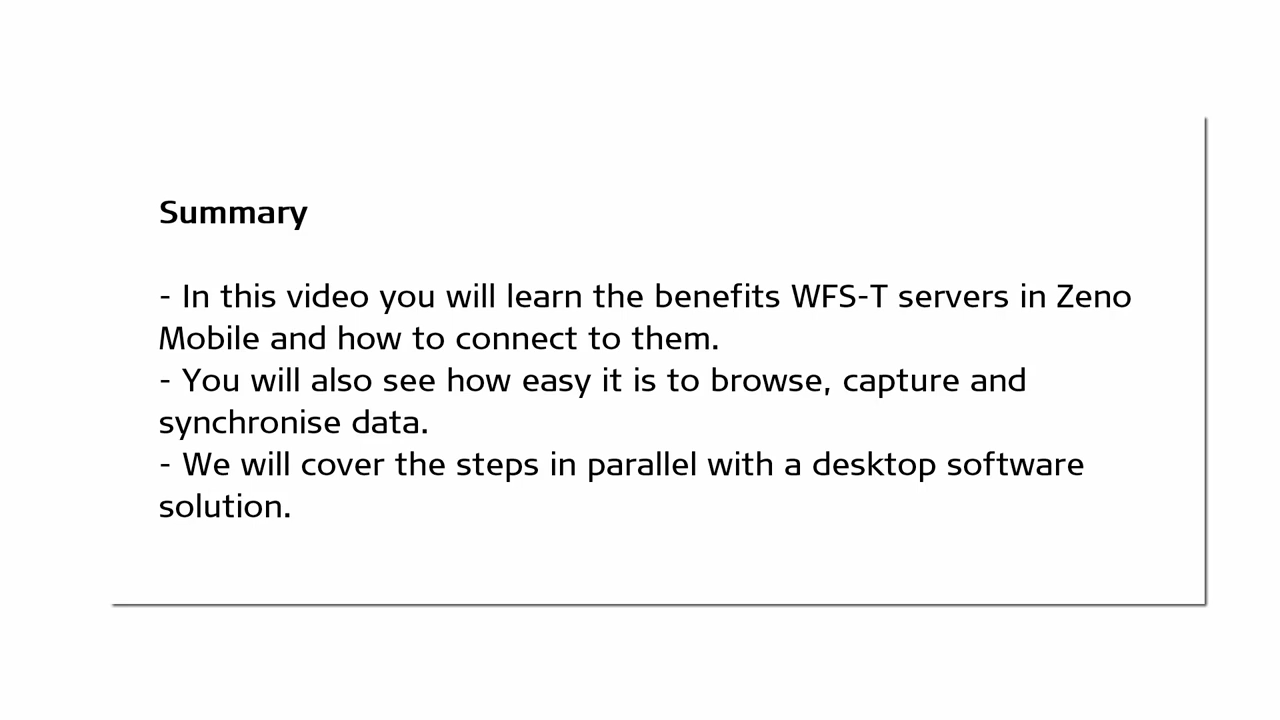 Summary
- In this video you will learn the benefits WFS-T servers in Zeno
Mobile and how to connect to them.
- You will also see how easy it is to browse, capture and
synchronise data.
- We will cover the steps in parallel with a desktop software
solution.